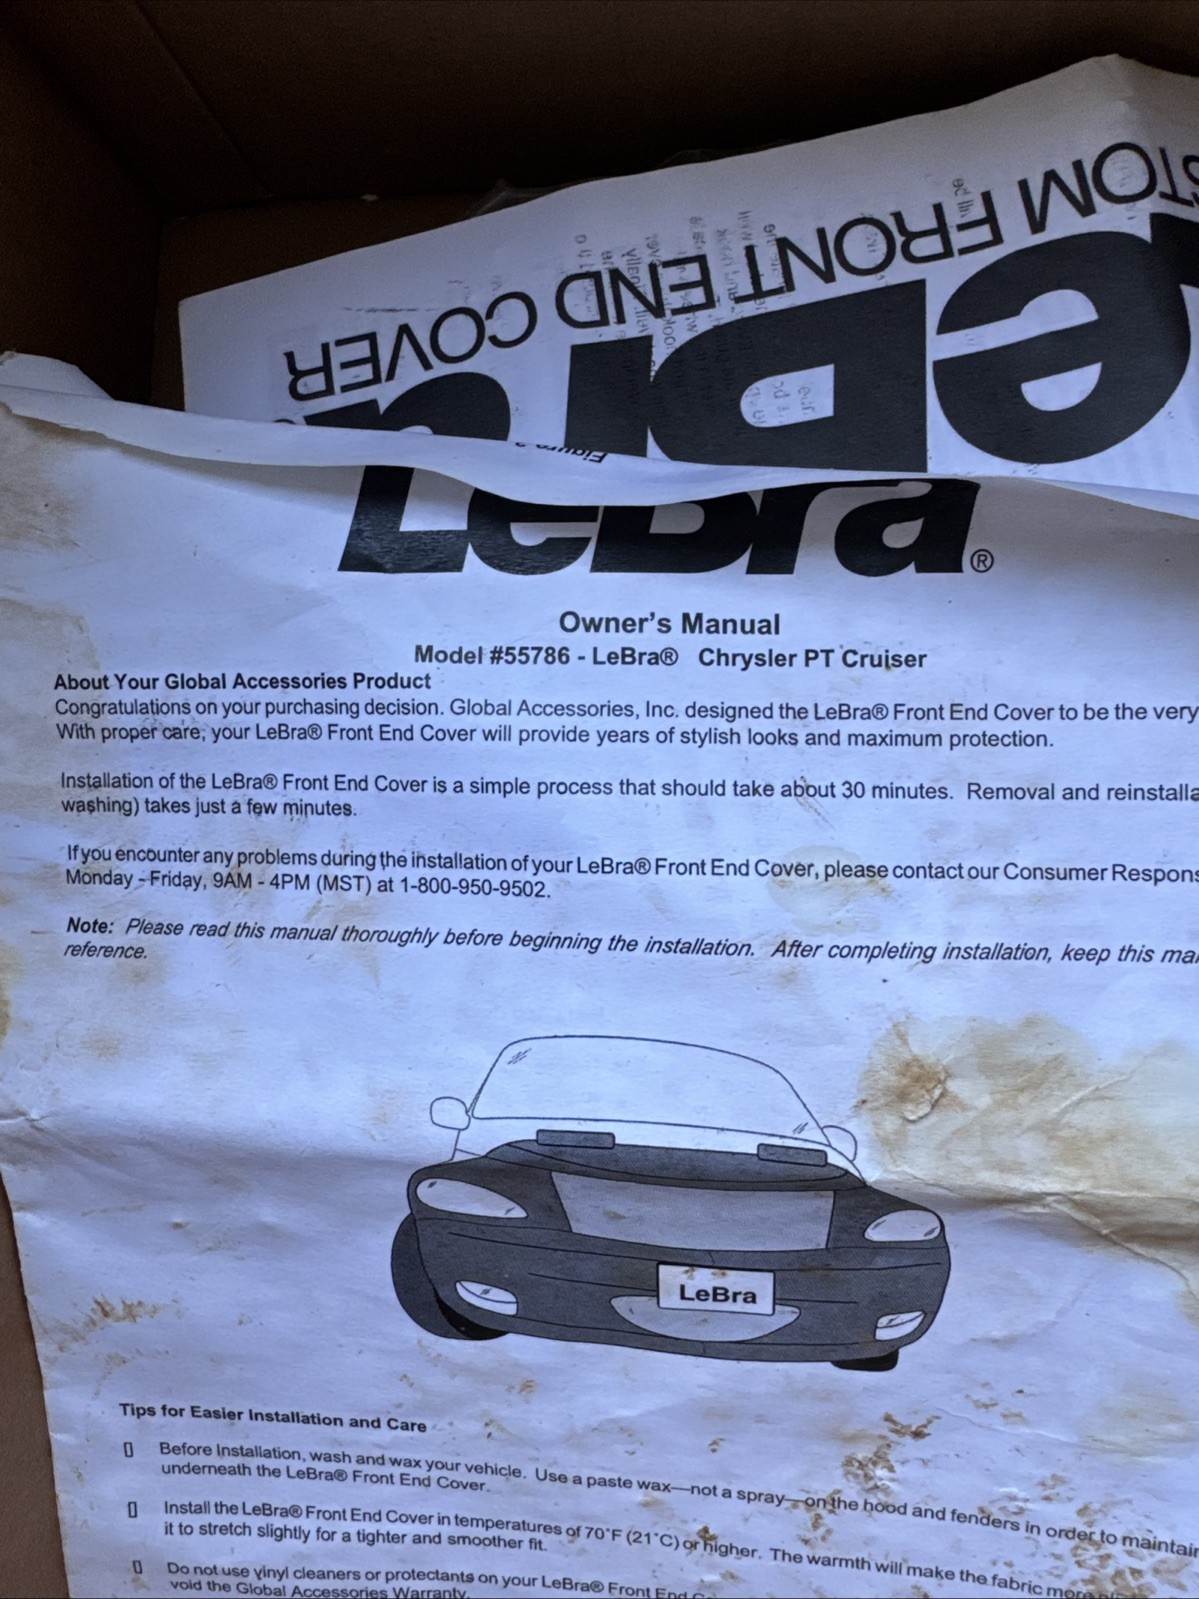 CUSTOM FRONT END COVER
LeBra
Figure
LeBra®
Owner's Manual
Model #55786 - LeBra® Chrysler PT Cruiser
About Your Global Accessories Product
Congratulations on your purchasing decision. Global Accessories, Inc. designed the LeBra® Front End Cover to be the very
With proper care, your LeBra® Front End Cover will provide years of stylish looks and maximum protection.
Installation of the LeBra® Front End Cover is a simple process that should take about 30 minutes. Removal and reinstalla
washing) takes just a few minutes.
If you encounter any problems during the installation of your LeBra® Front End Cover, please contact our Consumer Respons
Monday - Friday, 9AM - 4PM (MST) at 1-800-950-9502.
Note: Please read this manual thoroughly before beginning the installation. After completing installation, keep this ma
reference.
LeBra
Tips for Easier Installation and Care
Before Installation, wash and wax your vehicle. Use a paste wax—not a spray—on the hood and fenders in order to maintain
underneath the LeBra® Front End Cover.
Install the LeBra® Front End Cover in temperatures of 70°F (21°C) or higher. The warmth will make the fabric more
it to stretch slightly for a tighter and smoother fit.
Do not use vinyl cleaners or protectants on your LeBra® Front End
void the Global Accessories Warranty.